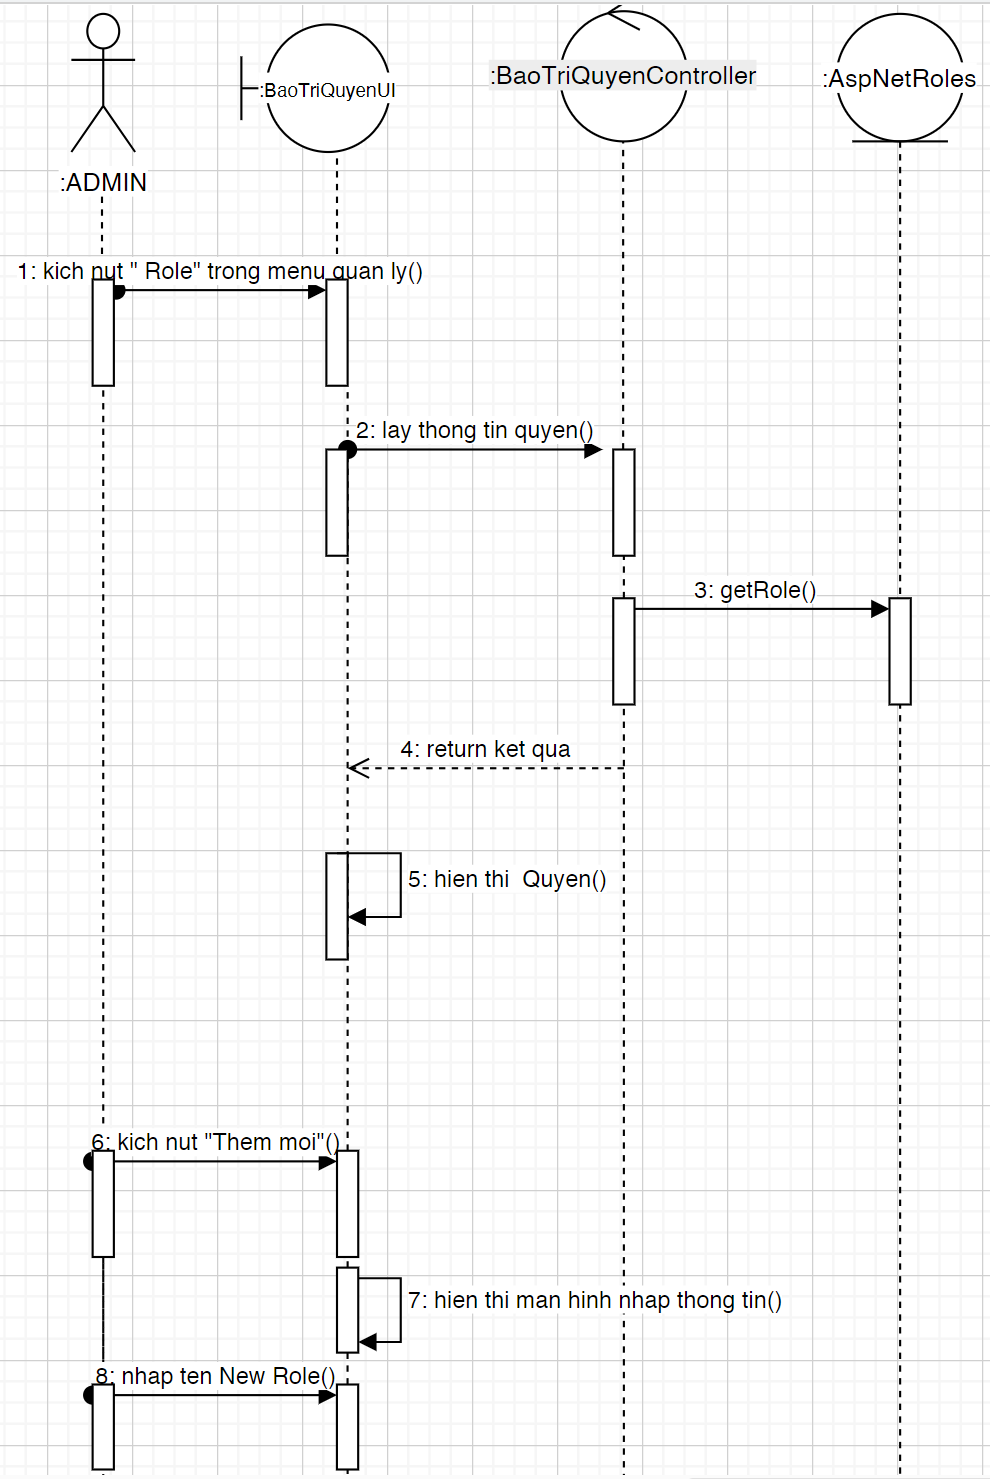 :ADMIN
:BaoTriQuyenUI
:BaoTriQuyenController
:AspNetRoles
1: kich nut " Role" trong menu quan ly()
2: lay thong tin quyen()
3: getRole()
4: return ket qua
5: hien thi  Quyen()
6: kich nut "Them moi"()
7: hien thi man hinh nhap thong tin()
8: nhap ten New Role()